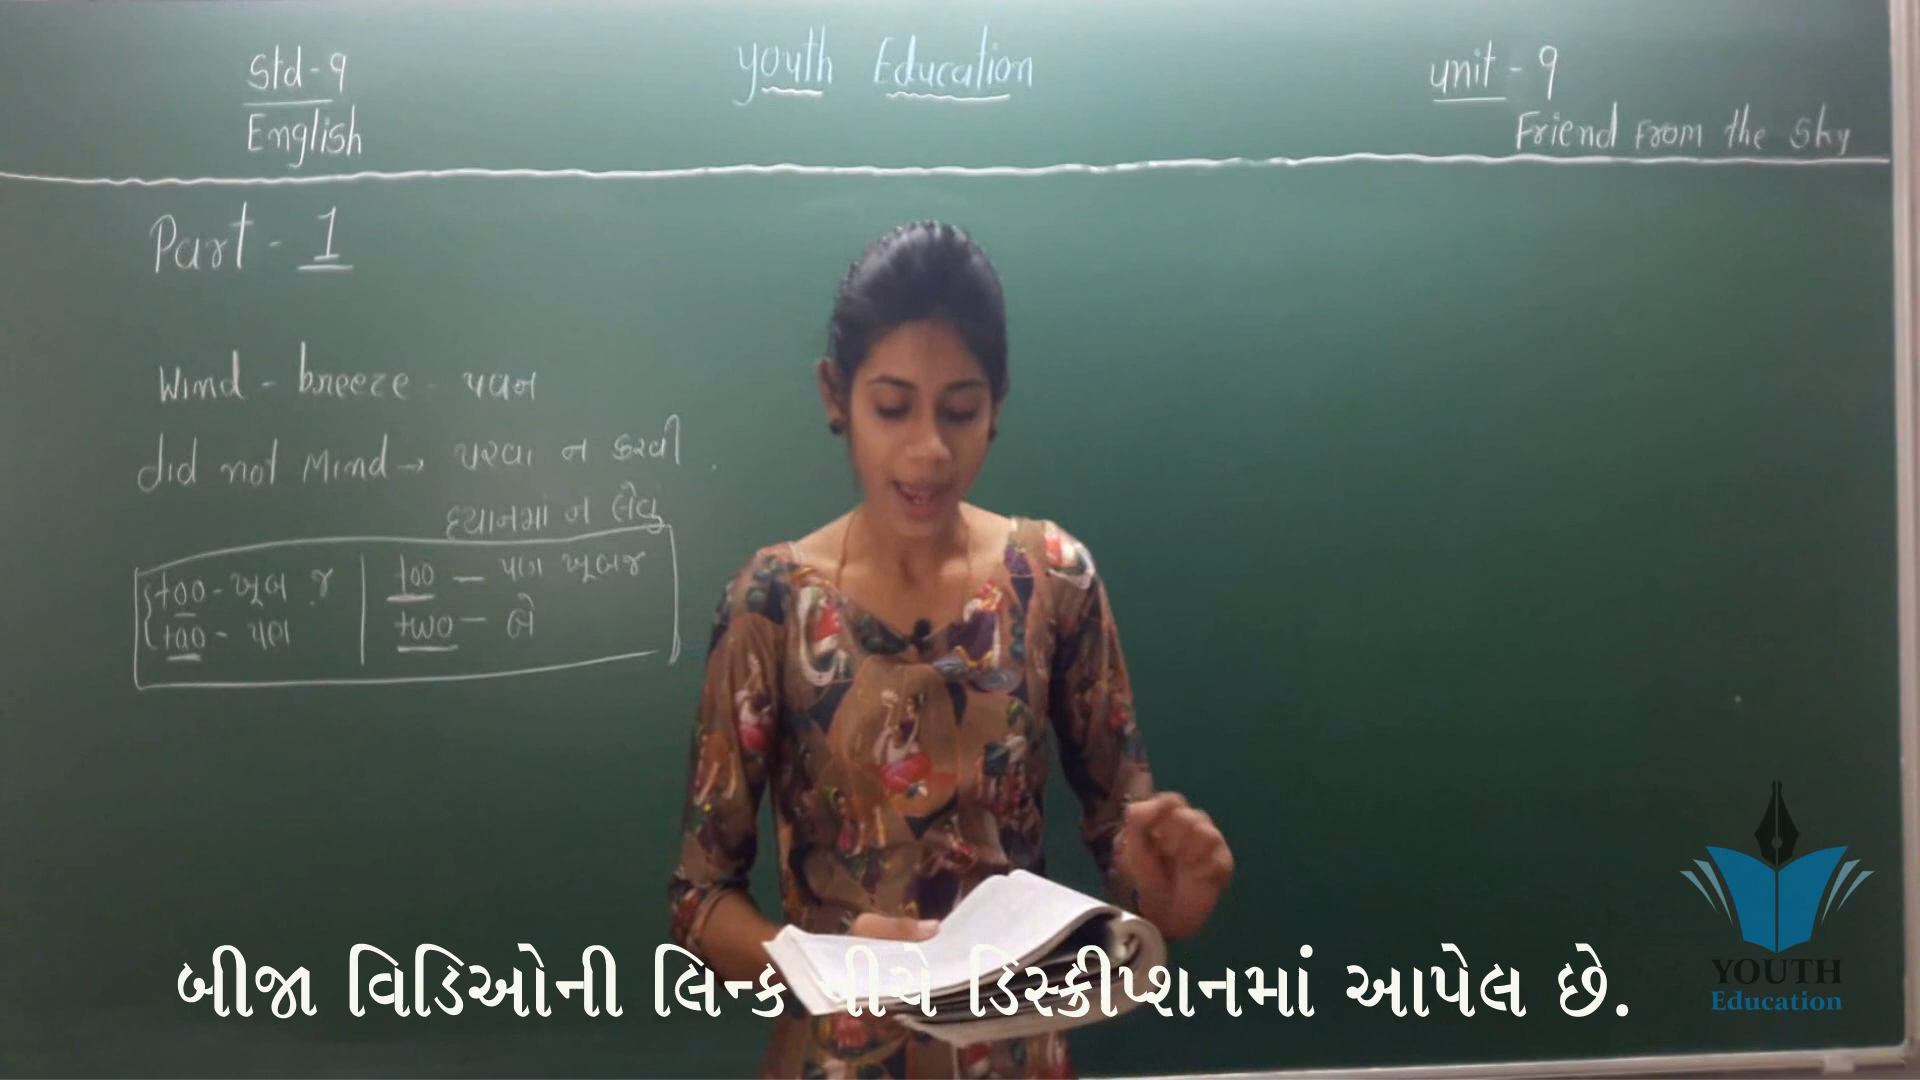 Std-9
English
Youth Education
unit - 9
Friend From the Sky
Part - 1
Wind - breeze - પવન
did not Mind → પરવા ન કરવી
ધ્યાનમાં ન લેવુ
too - ખૂબ જ
too - પણ
too — પણ ખૂબજ
two — બે
બીજા વિડિઓની લિન્ક નીચે ડિસ્ક્રીપ્શનમાં આપેલ છે.
YOUTH
Education